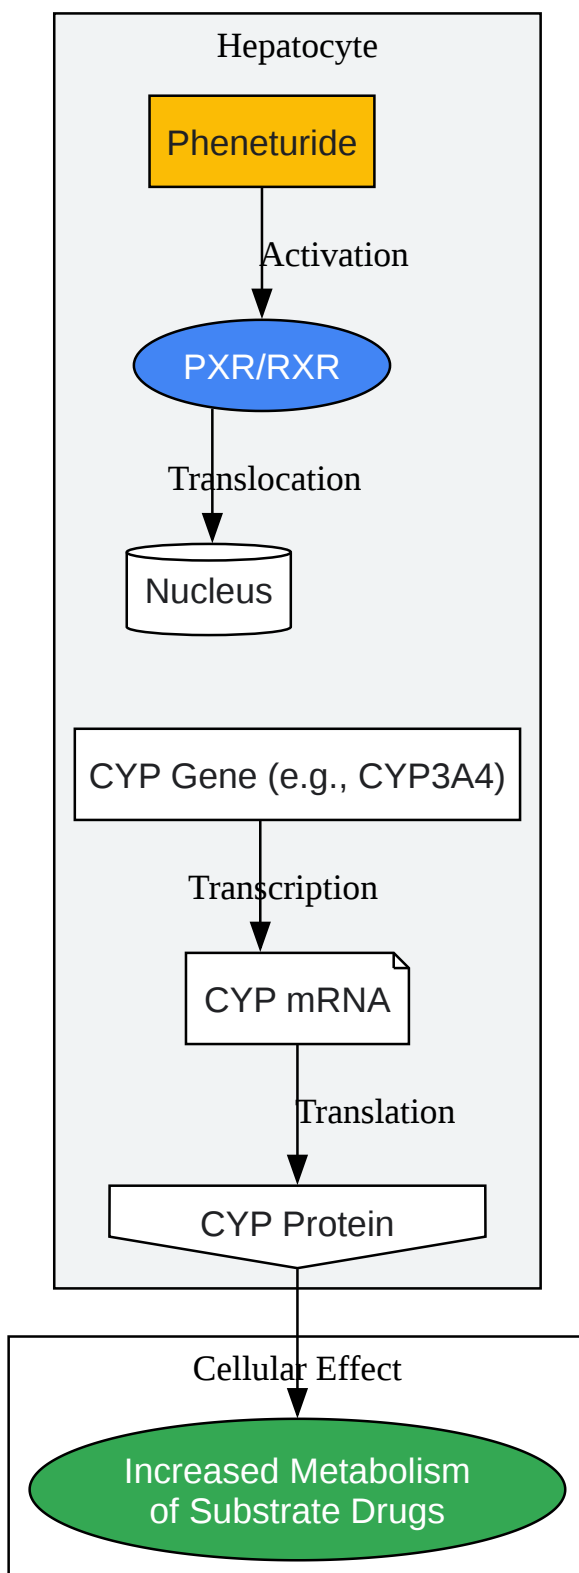 Hepatocyte
Pheneturide
Activation
PXR/RXR
Translocation
Nucleus
CYP Gene (e.g., CYP3A4)
Transcription
CYP mRNA
Translation
CYP Protein
Cellular Effect
Increased Metabolism
of Substrate Drugs